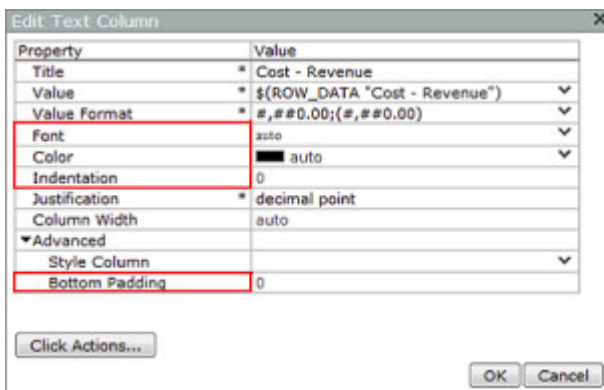 Edit Text Column
Property Value
Title * Cost - Revenue
Value * $(ROW_DATA "Cost - Revenue")
Value Format * #,##0.00;(#,##0.00)
Font auto
Color auto
Indentation 0
Justification * decimal point
Column Width auto
Advanced
Style Column
Bottom Padding 0
Click Actions...
OK Cancel